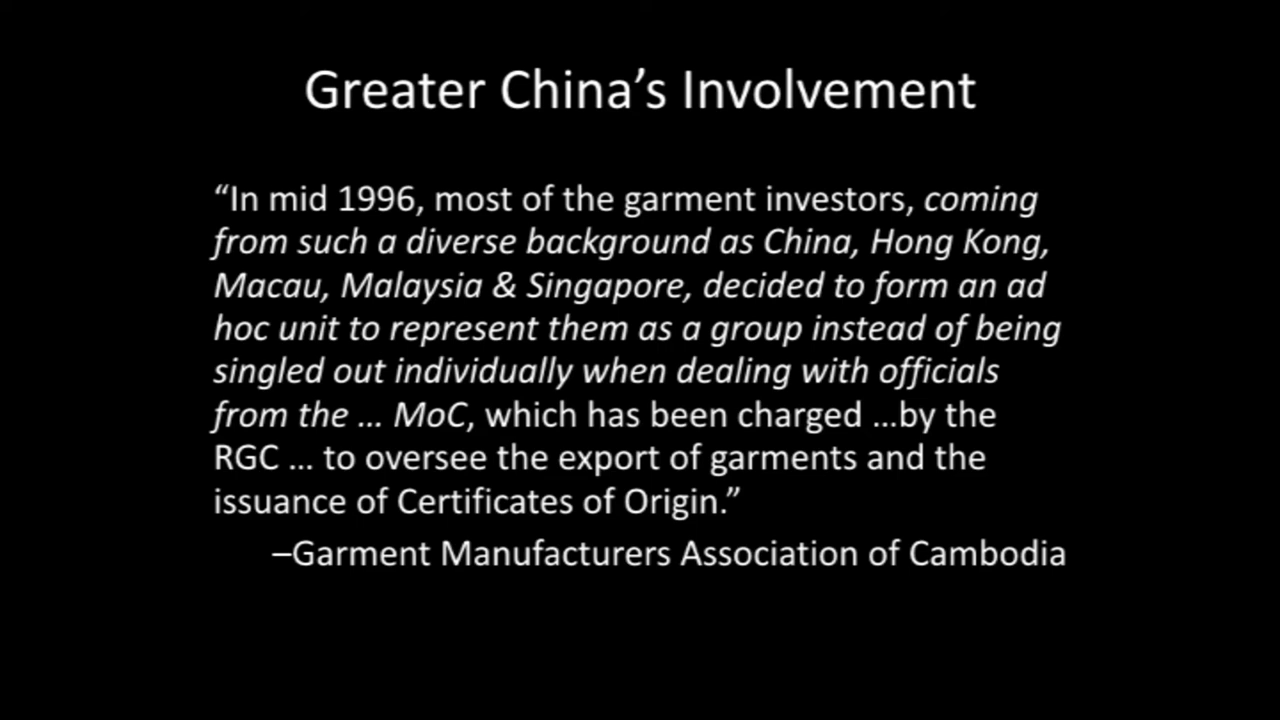 Greater China’s Involvement
“In mid 1996, most of the garment investors, coming
from such a diverse background as China, Hong Kong,
Macau, Malaysia & Singapore, decided to form an ad
hoc unit to represent them as a group instead of being
singled out individually when dealing with officials
from the … MoC, which has been charged …by the
RGC … to oversee the export of garments and the
issuance of Certificates of Origin.”
–Garment Manufacturers Association of Cambodia